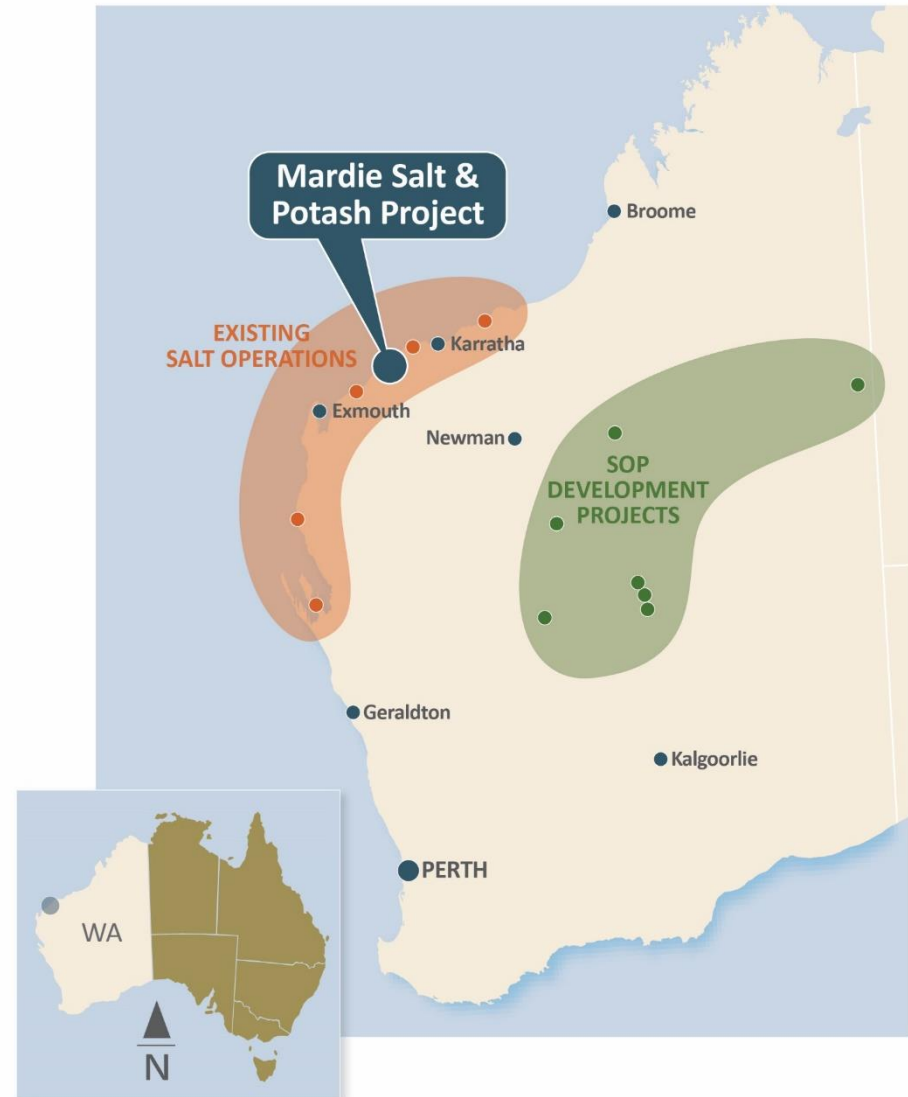 Mardie Salt &
Potash Project
Broome
EXISTING
SALT OPERATIONS
Karratha
Exmouth
Newman
SOP
DEVELOPMENT
PROJECTS
Geraldton
Kalgoorlie
PERTH
WA
N